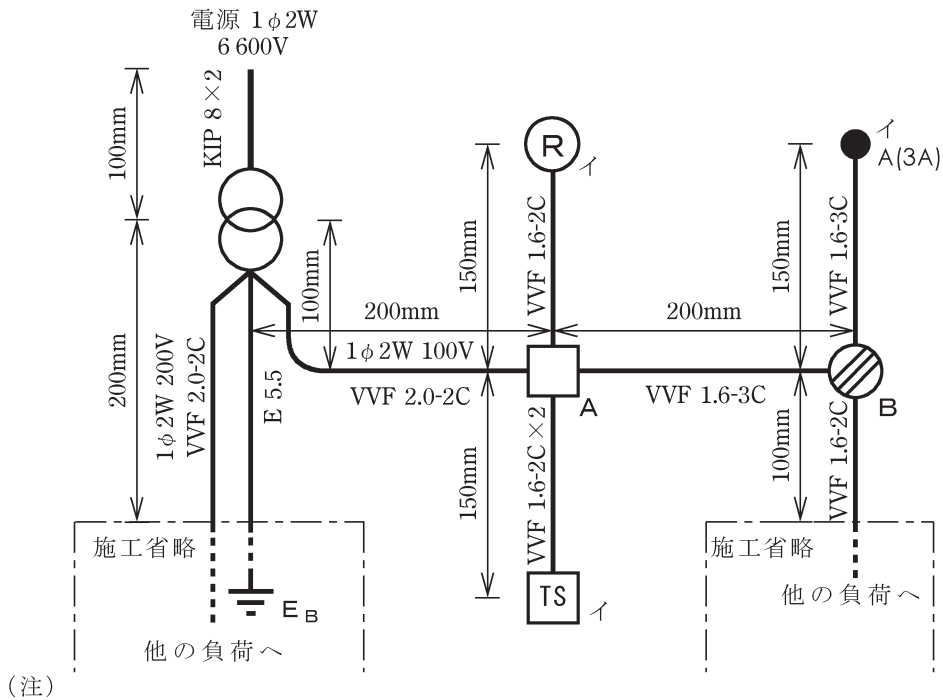 電源 1φ2W
6 600V
KIP 8×2
100mm
200mm
1φ2W 200V
VVF 2.0-2C
E 5.5
100mm
200mm
1φ2W 100V
VVF 2.0-2C
R
イ
150mm
VVF 1.6-2C
A
150mm
VVF 1.6-2C×2
TS
イ
200mm
VVF 1.6-3C
イ
A(3A)
150mm
VVF 1.6-3C
B
100mm
VVF 1.6-2C
施工省略
E B
他の負荷へ
施工省略
他の負荷へ
(注)